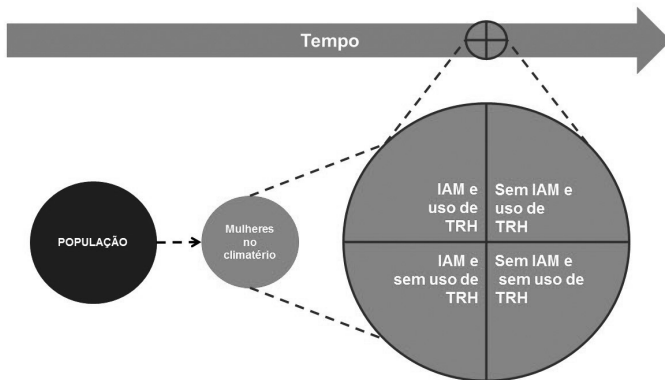 Tempo
POPULAÇÃO
Mulheres
no
climatério
IAM e
uso de
TRH
Sem IAM e
uso de
TRH
IAM e
sem uso de
TRH
Sem IAM e
sem uso de
TRH